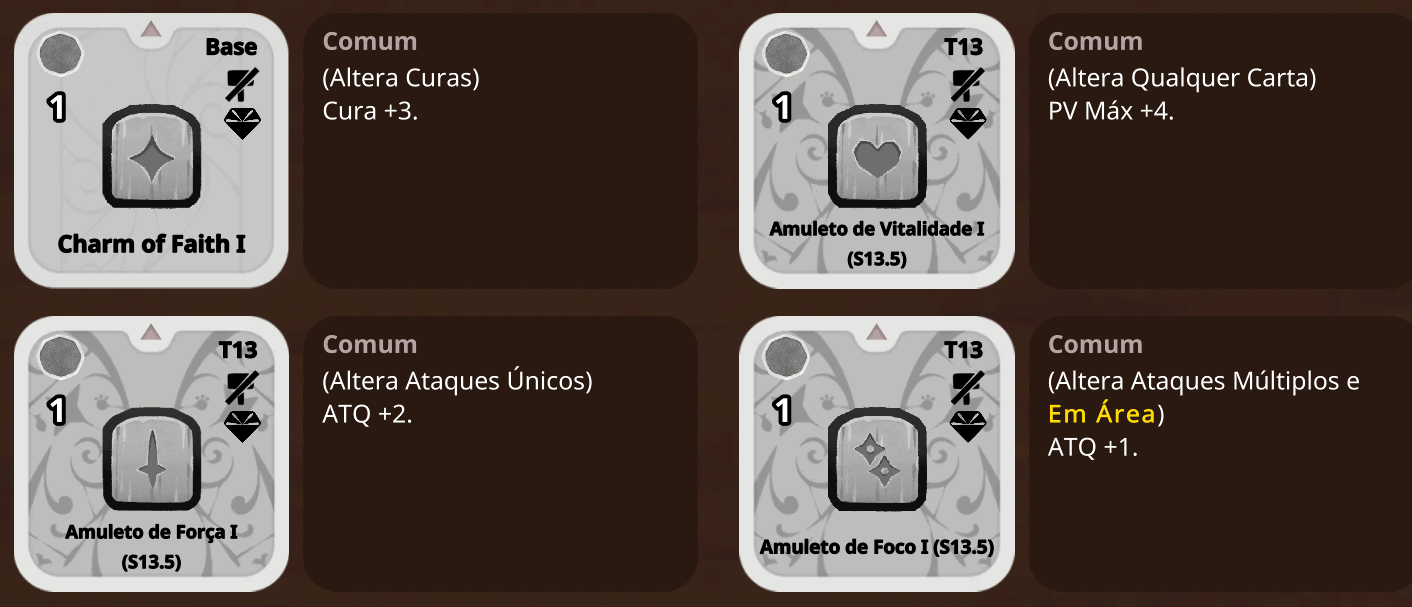 Base
1
Charm of Faith I
Comum
(Altera Curas)
Cura +3.
T13
1
Amuleto de Vitalidade I
(S13.5)
Comum
(Altera Qualquer Carta)
PV Máx +4.
T13
1
Amuleto de Força I
(S13.5)
Comum
(Altera Ataques Únicos)
ATQ +2.
T13
1
Amuleto de Foco I (S13.5)
Comum
(Altera Ataques Múltiplos e
Em Área)
ATQ +1.